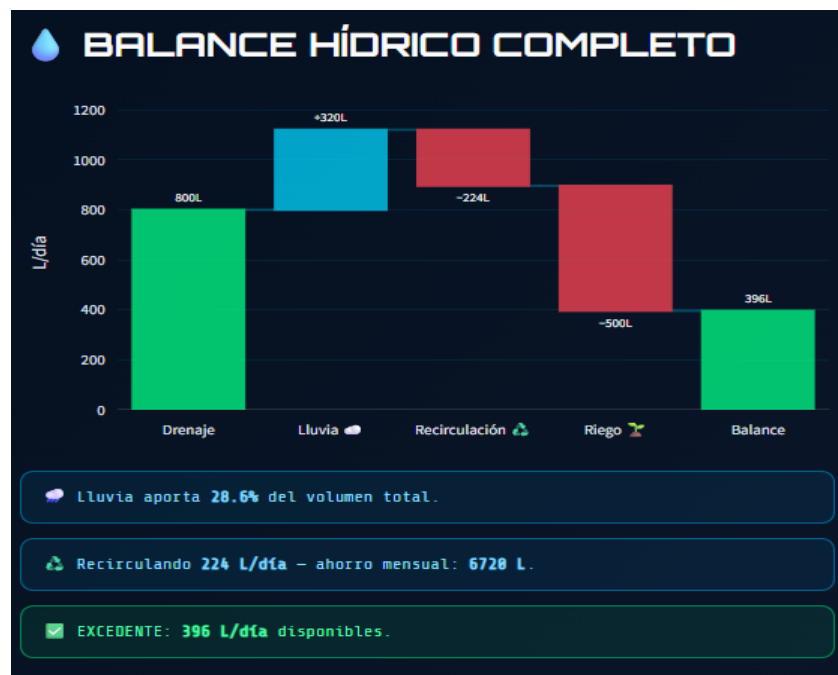 BALANCE HÍDRICO COMPLETO
1200
1000
800
600
400
200
0
L/día
800L
+320L
−224L
−500L
396L
Drenaje
Lluvia
Recirculación
Riego
Balance
Lluvia aporta 28.6% del volumen total.
Recirculando 224 L/día — ahorro mensual: 6720 L.
EXCEDENTE: 396 L/día disponibles.